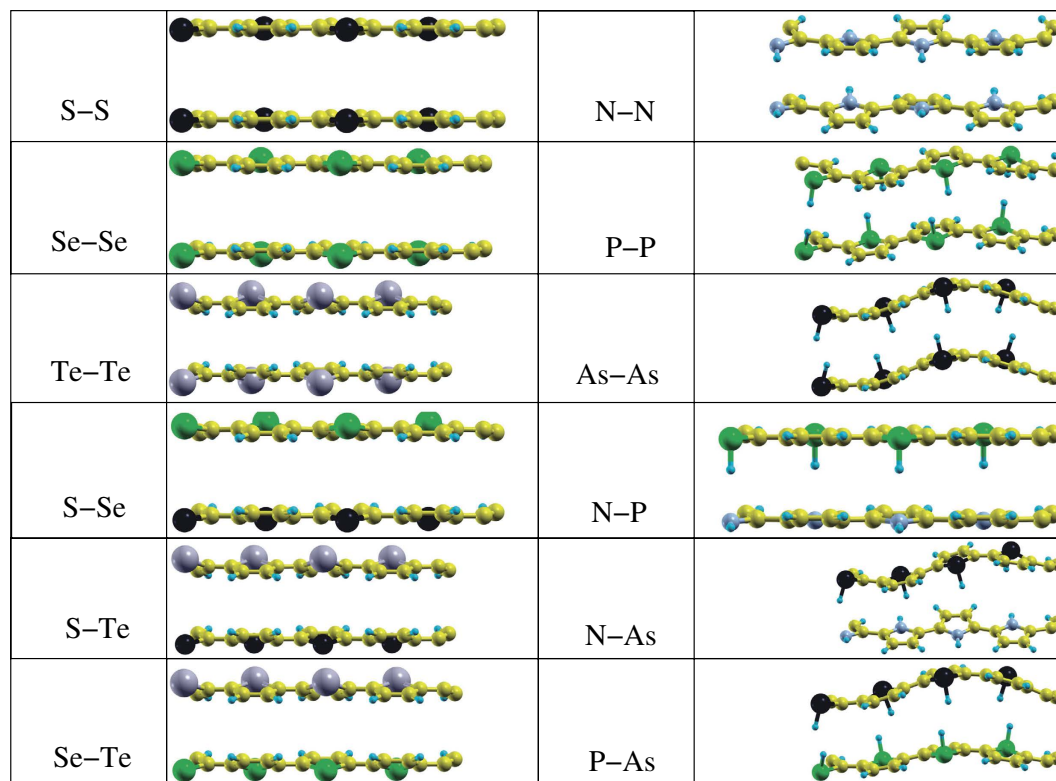 S–S
N–N
Se–Se
P–P
Te–Te
As–As
S–Se
N–P
S–Te
N–As
Se–Te
P–As